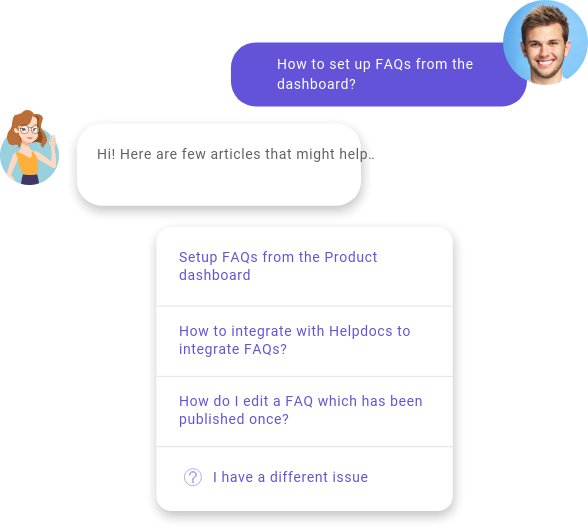 How to set up FAQs from the
dashboard?
Hi! Here are few articles that might help..
Setup FAQs from the Product
dashboard
How to integrate with Helpdocs to
integrate FAQs?
How do I edit a FAQ which has been
published once?
? I have a different issue